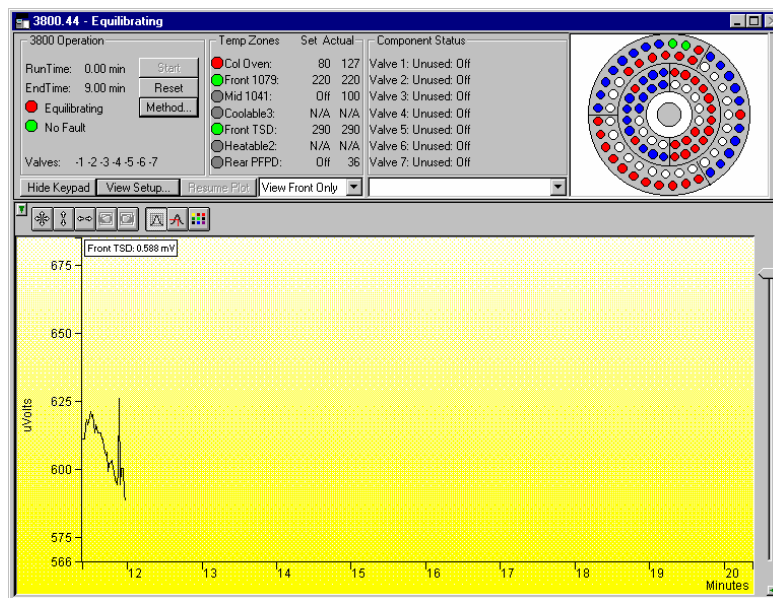 3800.44 - Equilibrating
3800 Operation
RunTime: 0.00 min Start
EndTime: 9.00 min Reset
Equilibrating Method...
No Fault
Valves: -1 -2 -3 -4 -5 -6 -7
Temp Zones Set Actual
Col Oven: 80 127
Front 1079: 220 220
Mid 1041: Off 100
Coolable3: N/A N/A
Front TSD: 290 290
Heatable2: N/A N/A
Rear PFPD: Off 36
Component Status
Valve 1: Unused: Off
Valve 2: Unused: Off
Valve 3: Unused: Off
Valve 4: Unused: Off
Valve 5: Unused: Off
Valve 6: Unused: Off
Valve 7: Unused: Off
Hide Keypad View Setup... Resume Plot View Front Only
Front TSD: 0.588 mV
675
650
625
uVolts
600
575
566
12 13 14 15 16 17 18 19 20
Minutes